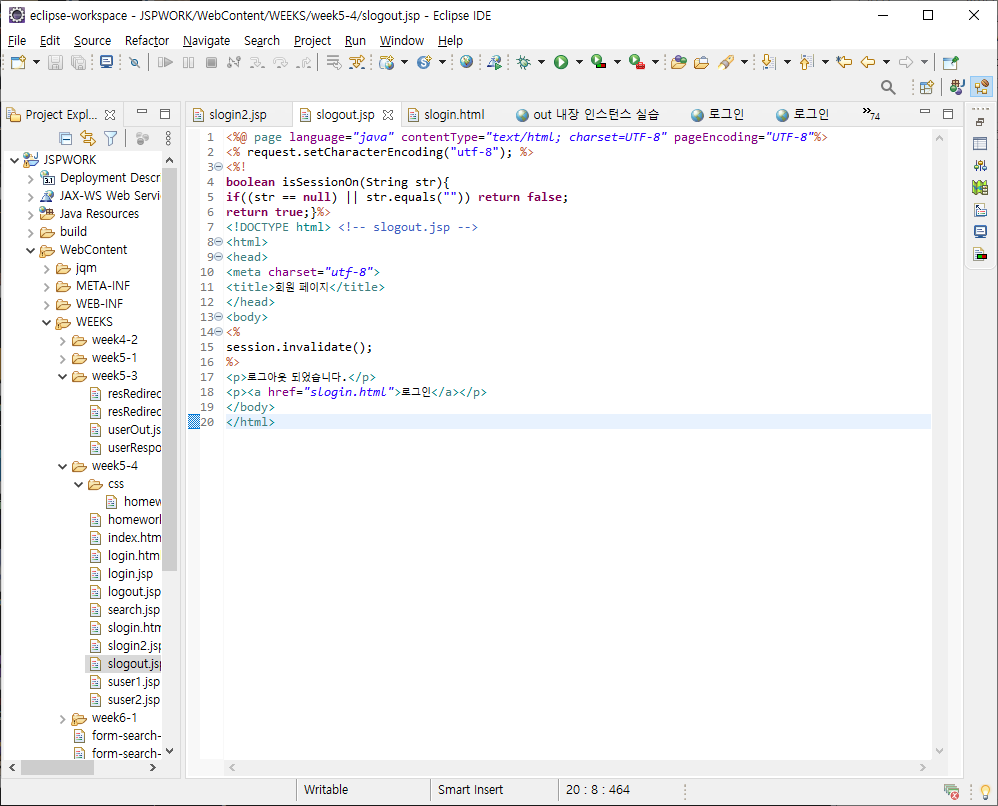 eclipse-workspace - JSPWORK/WebContent/WEEKS/week5-4/slogout.jsp - Eclipse IDE
File Edit Source Refactor Navigate Search Project Run Window Help
Project Expl...
slogin2.jsp slogout.jsp slogin.html out 내장 인스턴스 실습 로그인 로그인 »74
JSPWORK
Deployment Descr
JAX-WS Web Servi
Java Resources
build
WebContent
jqm
META-INF
WEB-INF
WEEKS
week4-2
week5-1
week5-3
resRedirec
resRedirec
userOut.js
userRespo
week5-4
css
homew
homework
index.htm
login.htm
login.jsp
logout.jsp
search.jsp
slogin.htm
slogin2.jsp
slogout.jsp
suser1.jsp
suser2.jsp
week6-1
form-search-
form-search-
1 <%@ page language="java" contentType="text/html; charset=UTF-8" pageEncoding="UTF-8"%>
2 <% request.setCharacterEncoding("utf-8"); %>
3 <%!
4 boolean isSessionOn(String str){
5 if((str == null) || str.equals("")) return false;
6 return true;}%>
7 <!DOCTYPE html> <!-- slogout.jsp -->
8 <html>
9 <head>
10 <meta charset="utf-8">
11 <title>회원 페이지</title>
12 </head>
13 <body>
14 <%
15 session.invalidate();
16 %>
17 <p>로그아웃 되었습니다.</p>
18 <p><a href="slogin.html">로그인</a></p>
19 </body>
20 </html>
Writable Smart Insert 20 : 8 : 464